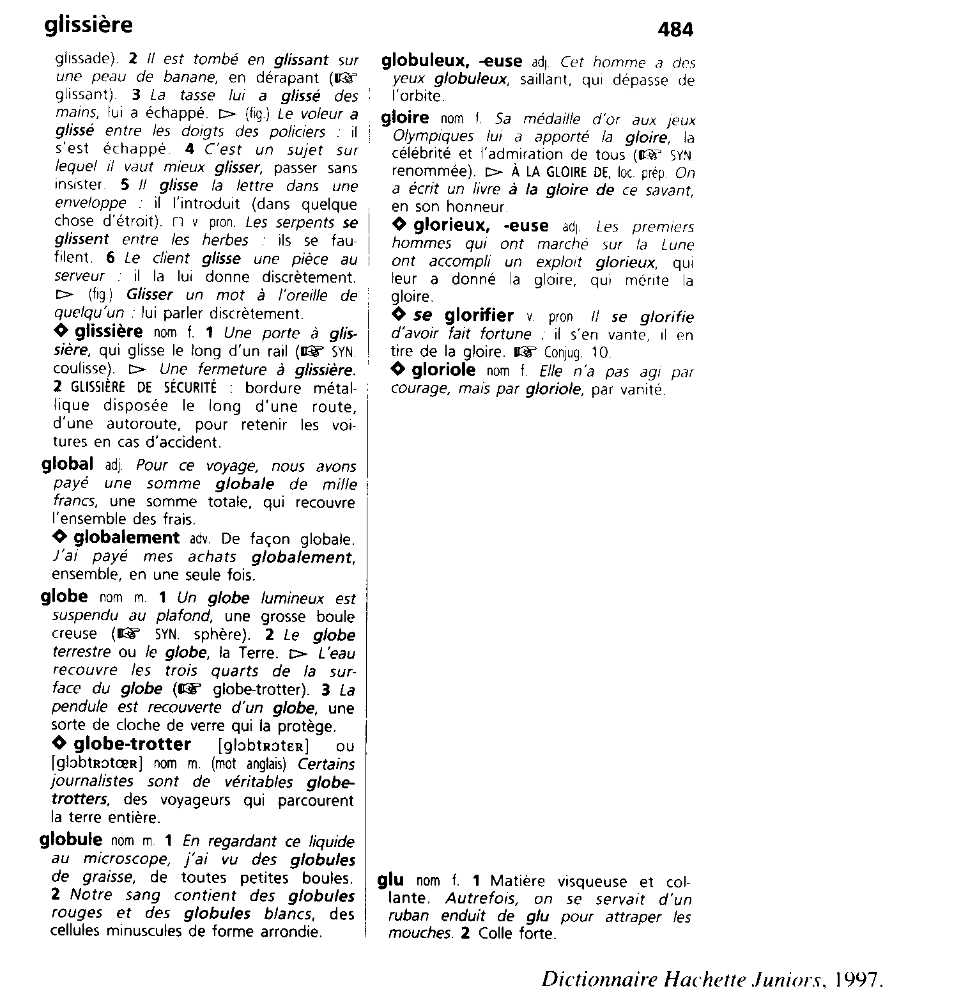 glissière
484
glissade). 2 Il est tombé en glissant sur
une peau de banane, en dérapant (☞
glissant). 3 La tasse lui a glissé des
mains, lui a échappé. ▷ (fig.) Le voleur a
glissé entre les doigts des policiers : il
s'est échappé. 4 C'est un sujet sur
lequel il vaut mieux glisser, passer sans
insister. 5 Il glisse la lettre dans une
enveloppe : il l'introduit (dans quelque
chose d'étroit). □ v. pron. Les serpents se
glissent entre les herbes : ils se fau-
filent. 6 Le client glisse une pièce au
serveur : il la lui donne discrètement.
▷ (fig.) Glisser un mot à l'oreille de
quelqu'un : lui parler discrètement.
◆ glissière nom f. 1 Une porte à glis-
sière, qui glisse le long d'un rail (☞ SYN.
coulisse). ▷ Une fermeture à glissière.
2 GLISSIÈRE DE SÉCURITÉ : bordure métal-
lique disposée le long d'une route,
d'une autoroute, pour retenir les voi-
tures en cas d'accident.
global adj. Pour ce voyage, nous avons
payé une somme globale de mille
francs, une somme totale, qui recouvre
l'ensemble des frais.
◆ globalement adv. De façon globale.
J'ai payé mes achats globalement,
ensemble, en une seule fois.
globe nom m. 1 Un globe lumineux est
suspendu au plafond, une grosse boule
creuse (☞ SYN. sphère). 2 Le globe
terrestre ou le globe, la Terre. ▷ L'eau
recouvre les trois quarts de la sur-
face du globe (☞ globe-trotter). 3 La
pendule est recouverte d'un globe, une
sorte de cloche de verre qui la protège.
◆ globe-trotter [glɔbtʀɔtɛʀ] ou
[glɔbtʀɔtœʀ] nom m. (mot anglais) Certains
journalistes sont de véritables globe-
trotters, des voyageurs qui parcourent
la terre entière.
globule nom m. 1 En regardant ce liquide
au microscope, j'ai vu des globules
de graisse, de toutes petites boules.
2 Notre sang contient des globules
rouges et des globules blancs, des
cellules minuscules de forme arrondie.
globuleux, -euse adj. Cet homme a des
yeux globuleux, saillant, qui dépasse de
l'orbite.
gloire nom f. Sa médaille d'or aux jeux
Olympiques lui a apporté la gloire, la
célébrité et l'admiration de tous (☞ SYN.
renommée). ▷ À LA GLOIRE DE, loc. prép. On
a écrit un livre à la gloire de ce savant,
en son honneur.
◆ glorieux, -euse adj. Les premiers
hommes qui ont marché sur la Lune
ont accompli un exploit glorieux, qui
leur a donné la gloire, qui mérite la
gloire.
◆ se glorifier v. pron Il se glorifie
d'avoir fait fortune : il s'en vante, il en
tire de la gloire. ☞ Conjug. 10.
◆ gloriole nom f. Elle n'a pas agi par
courage, mais par gloriole, par vanité.
glu nom f. 1 Matière visqueuse et col-
lante. Autrefois, on se servait d'un
ruban enduit de glu pour attraper les
mouches. 2 Colle forte.
Dictionnaire Hachette Juniors, 1997.